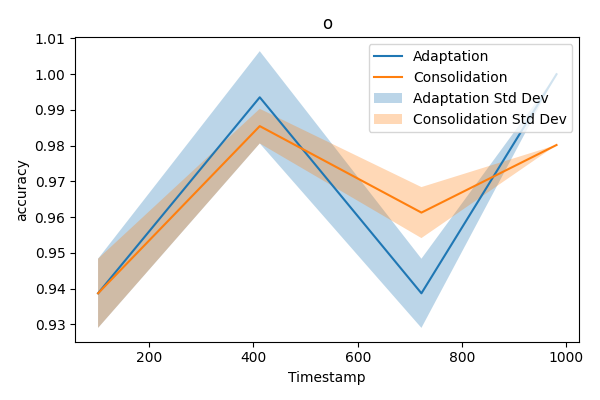 o
1.01
1.00
0.99
0.98
0.97
0.96
0.95
0.94
0.93
accuracy
Adaptation
Consolidation
Adaptation Std Dev
Consolidation Std Dev
200
400
600
800
1000
Timestamp